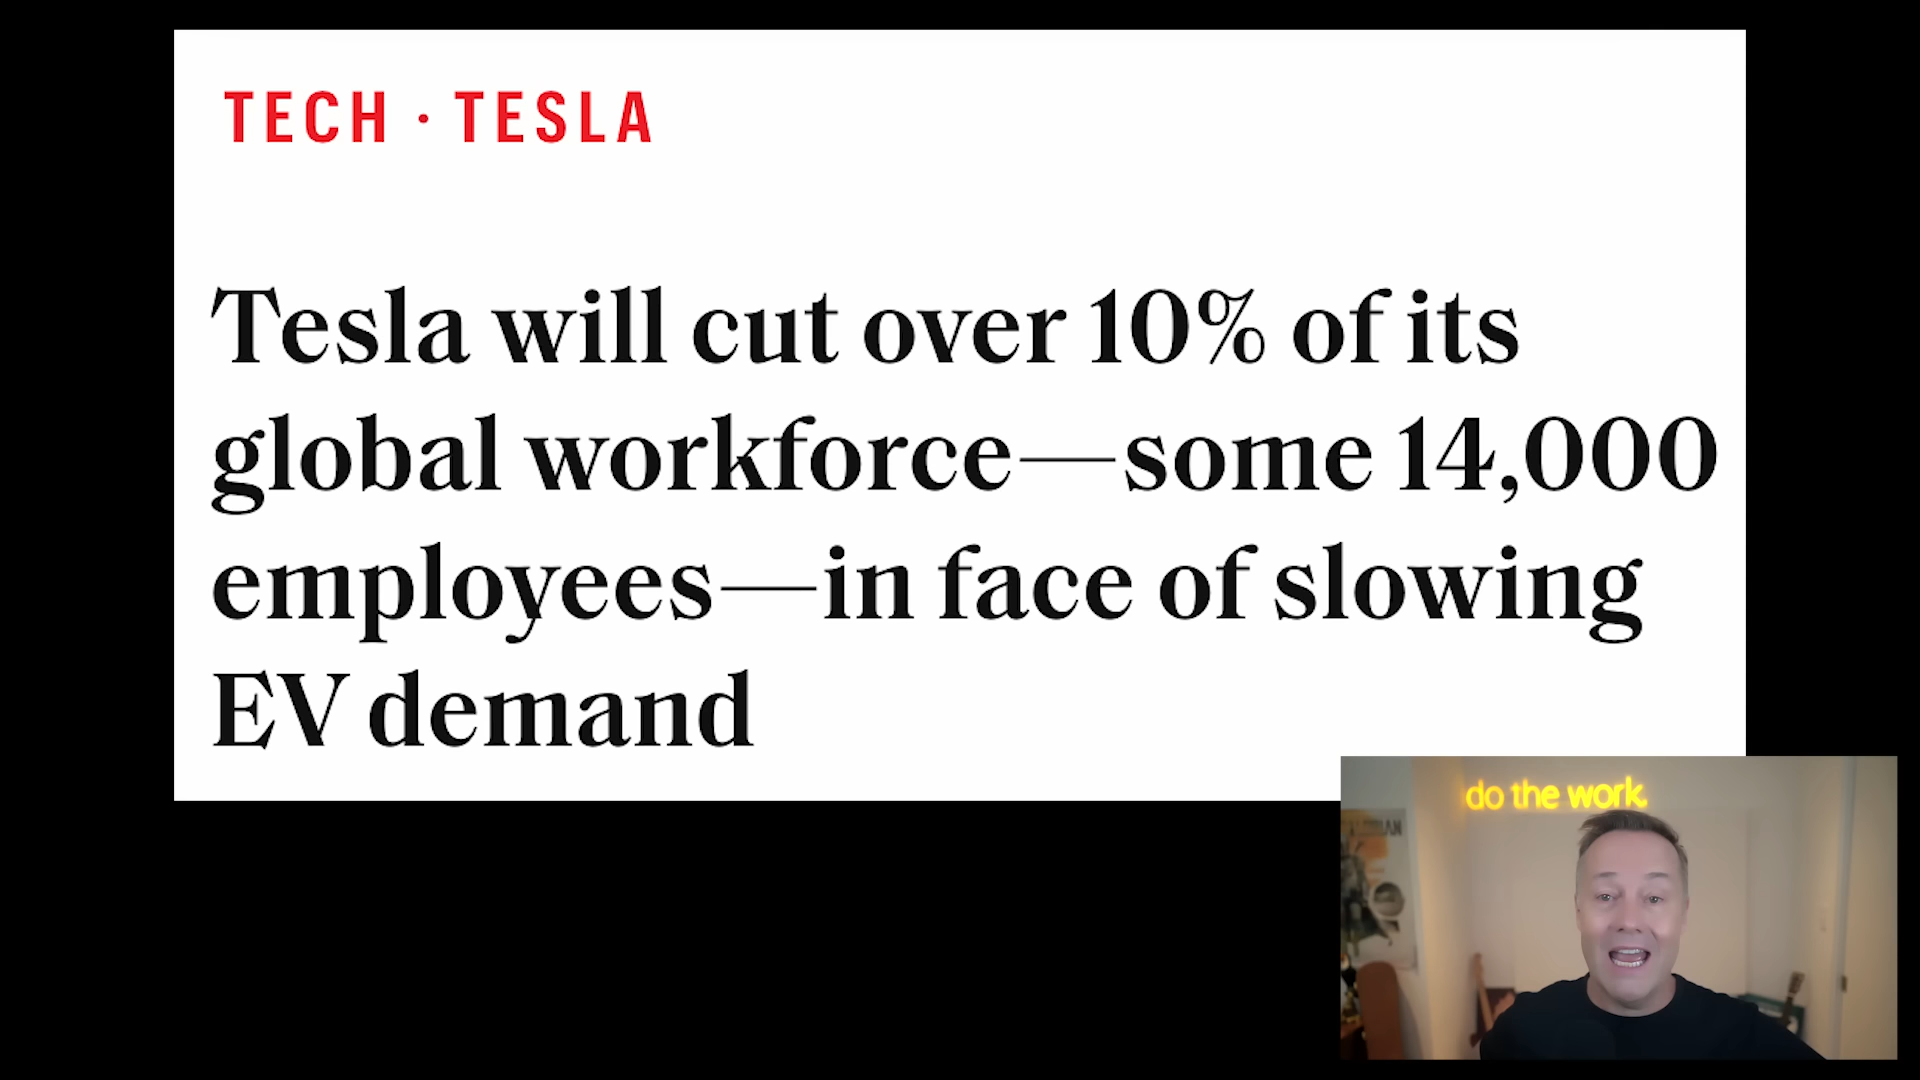 TECH · TESLA
Tesla will cut over 10% of its
global workforce—some 14,000
employees—in face of slowing
EV demand
do the work.